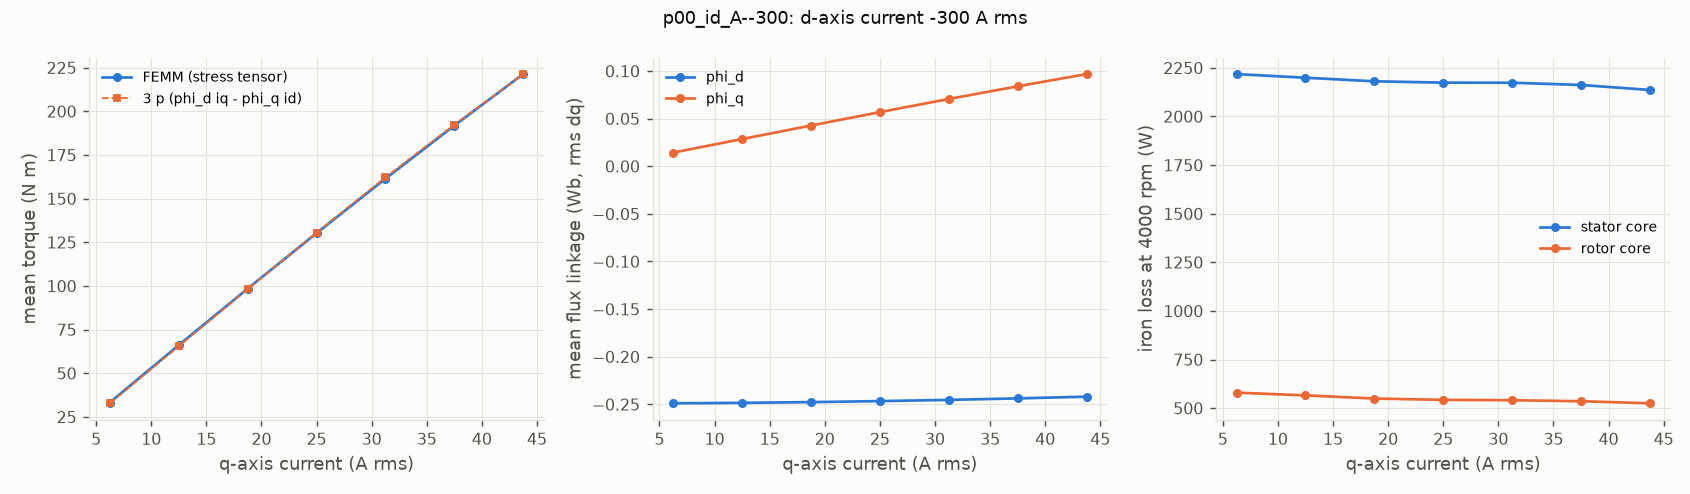 p00_id_A--300: d-axis current -300 A rms
mean torque (N m)
225
200
175
150
125
100
75
50
25
FEMM (stress tensor)
3 p (phi_d iq - phi_q id)
5 10 15 20 25 30 35 40 45
q-axis current (A rms)
mean flux linkage (Wb, rms dq)
0.10
0.05
0.00
−0.05
−0.10
−0.15
−0.20
−0.25
phi_d
phi_q
5 10 15 20 25 30 35 40 45
q-axis current (A rms)
iron loss at 4000 rpm (W)
2250
2000
1750
1500
1250
1000
750
500
stator core
rotor core
5 10 15 20 25 30 35 40 45
q-axis current (A rms)